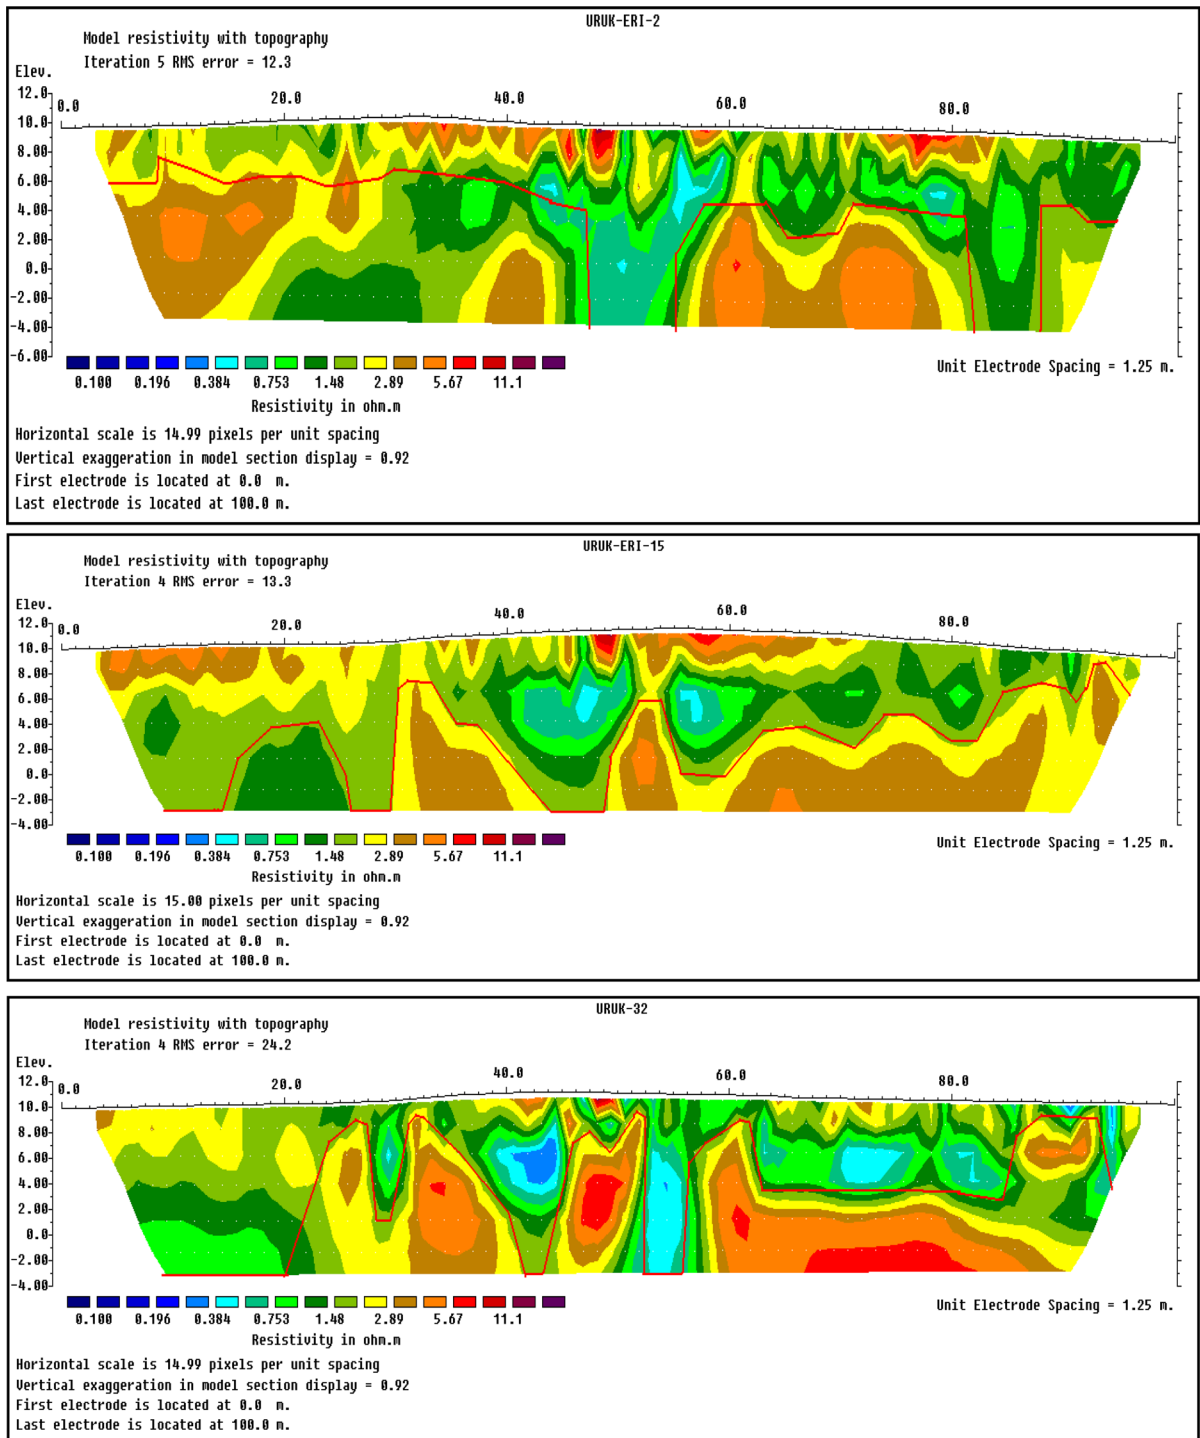 URUK-ERI-2
Model resistivity with topography
Iteration 5 RMS error = 12.3
Elev.
12.0
0.0 20.0 40.0 60.0 80.0
10.0
8.00
6.00
4.00
2.00
0.0
-2.00
-4.00
-6.00
0.100 0.196 0.384 0.753 1.48 2.89 5.67 11.1
Resistivity in ohm.m
Unit Electrode Spacing = 1.25 m.
Horizontal scale is 14.99 pixels per unit spacing
Vertical exaggeration in model section display = 0.92
First electrode is located at 0.0 m.
Last electrode is located at 100.0 m.
URUK-ERI-15
Model resistivity with topography
Iteration 4 RMS error = 13.3
Elev.
12.0
0.0 20.0 40.0 60.0 80.0
10.0
8.00
6.00
4.00
2.00
0.0
-2.00
-4.00
0.100 0.196 0.384 0.753 1.48 2.89 5.67 11.1
Resistivity in ohm.m
Unit Electrode Spacing = 1.25 m.
Horizontal scale is 15.00 pixels per unit spacing
Vertical exaggeration in model section display = 0.92
First electrode is located at 0.0 m.
Last electrode is located at 100.0 m.
URUK-32
Model resistivity with topography
Iteration 4 RMS error = 24.2
Elev.
12.0
0.0 20.0 40.0 60.0 80.0
10.0
8.00
6.00
4.00
2.00
0.0
-2.00
-4.00
0.100 0.196 0.384 0.753 1.48 2.89 5.67 11.1
Resistivity in ohm.m
Unit Electrode Spacing = 1.25 m.
Horizontal scale is 14.99 pixels per unit spacing
Vertical exaggeration in model section display = 0.92
First electrode is located at 0.0 m.
Last electrode is located at 100.0 m.